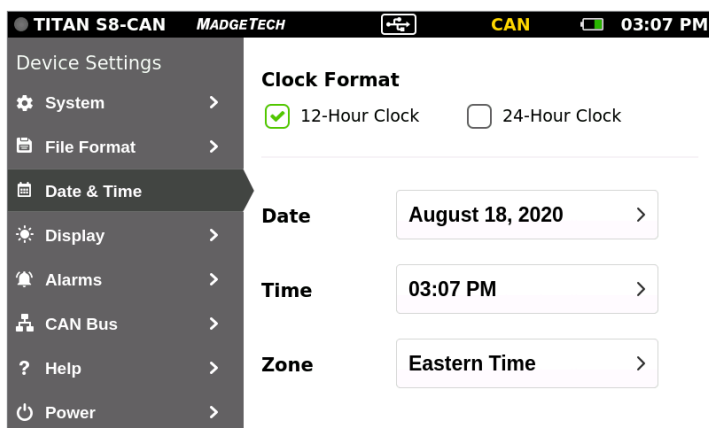 TITAN S8-CAN MADGETECH CAN 03:07 PM
Device Settings
System
File Format
Date & Time
Display
Alarms
CAN Bus
? Help
Power
Clock Format
12-Hour Clock 24-Hour Clock
Date August 18, 2020
Time 03:07 PM
Zone Eastern Time